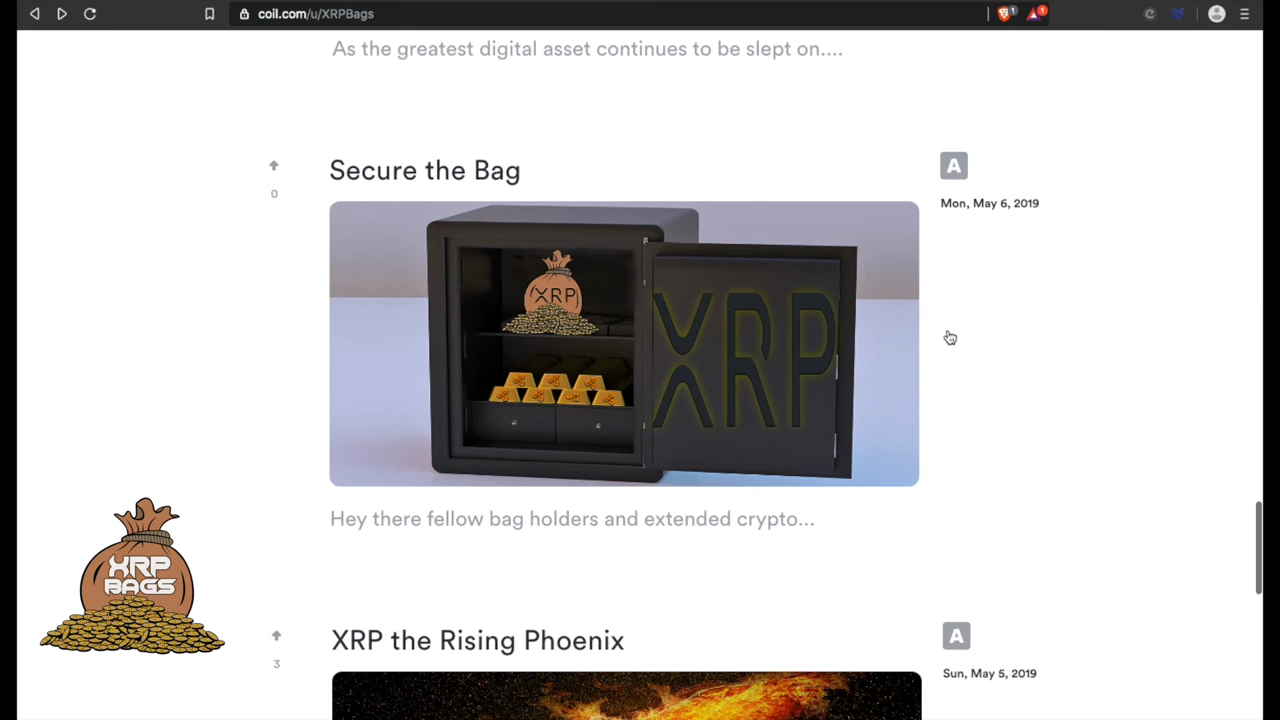 coil.com/u/XRPBags
1
1
As the greatest digital asset continues to be slept on....
Secure the Bag
A
0
Mon, May 6, 2019
XRP
XRP
Hey there fellow bag holders and extended crypto...
XRP
BAGS
XRP the Rising Phoenix
A
3
Sun, May 5, 2019